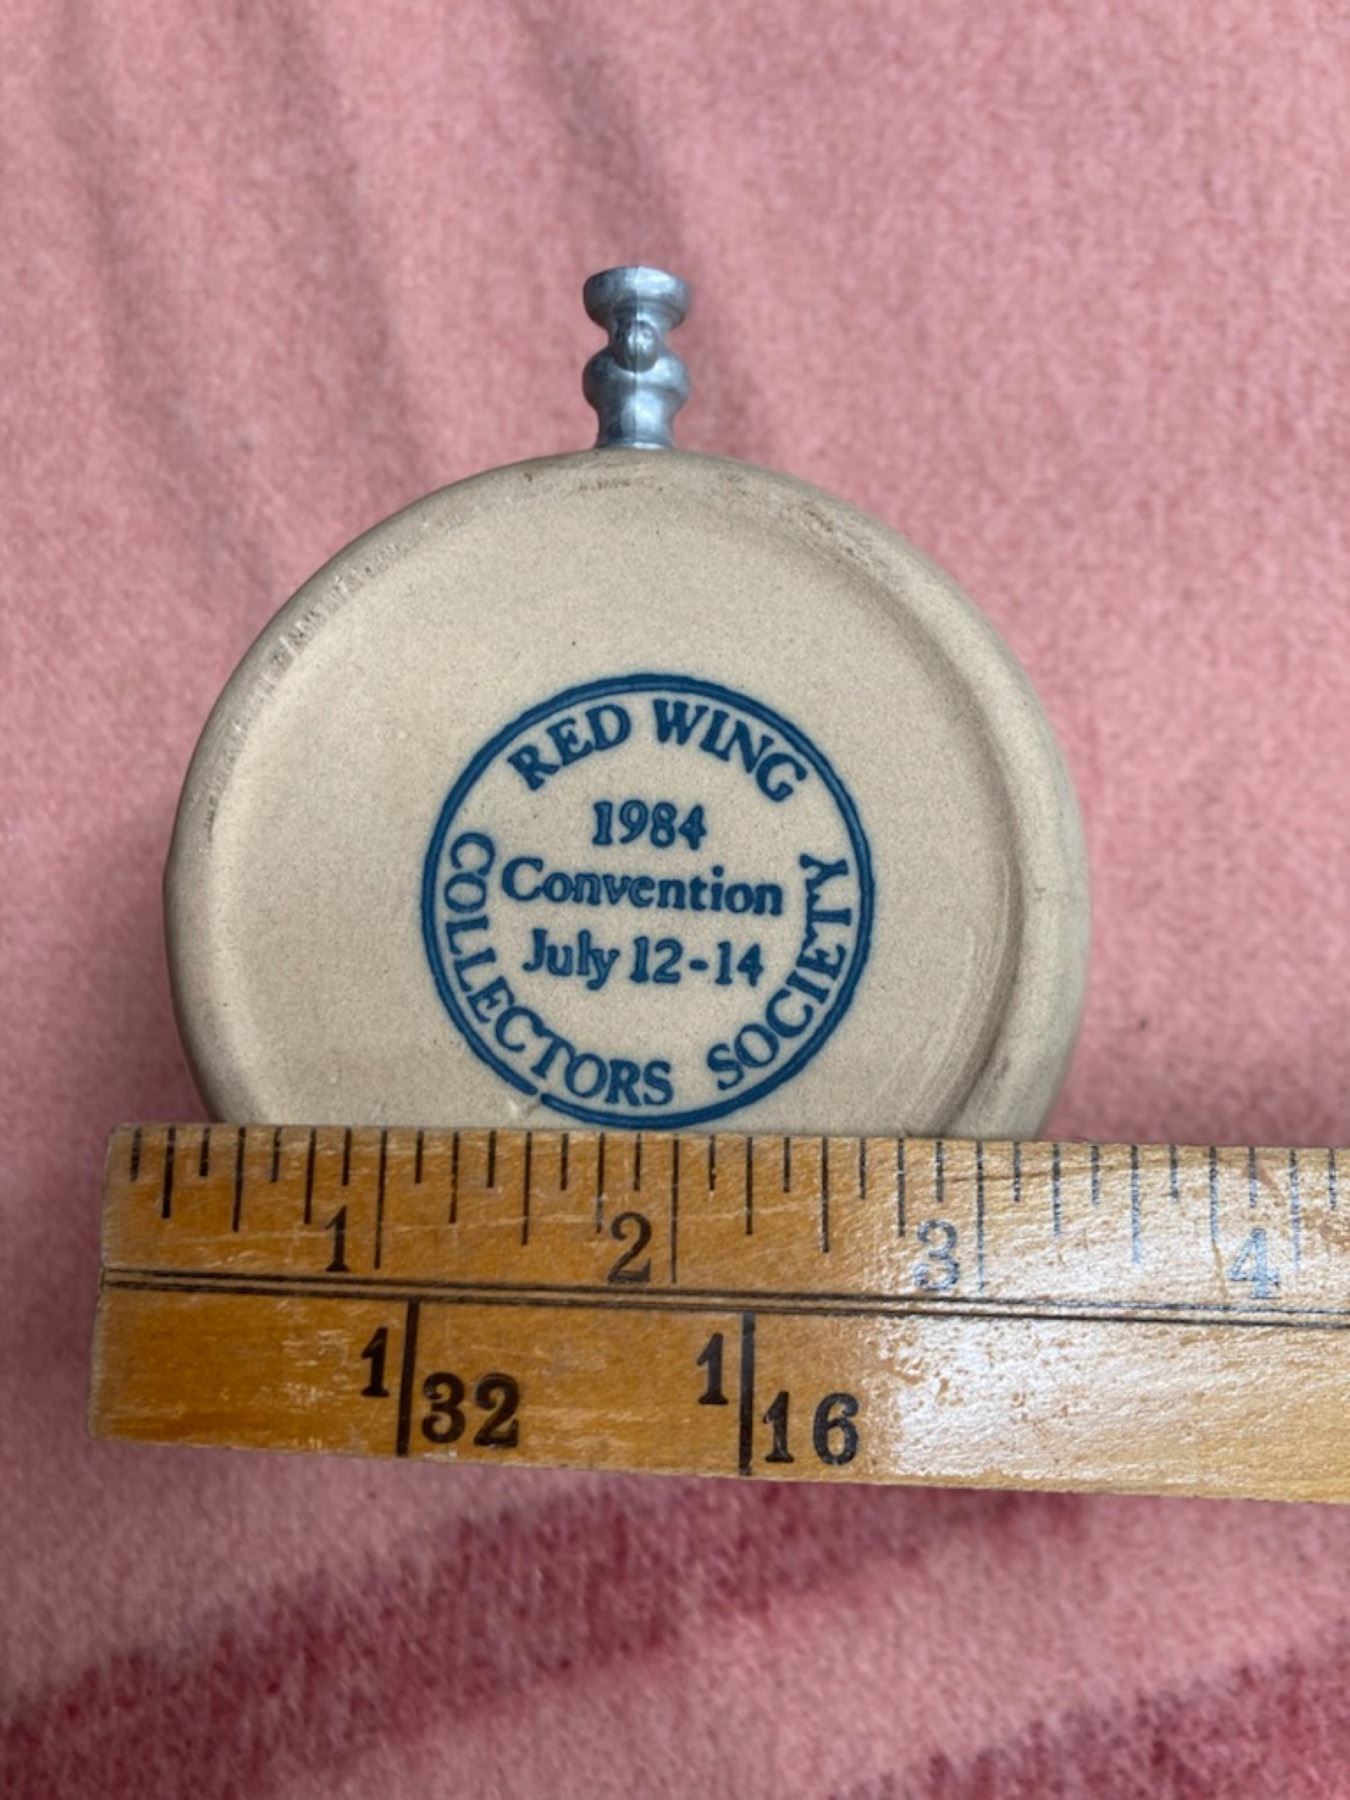 RED WING
1984
Convention
July 12-14
COLLECTORS SOCIETY
1 2 3 4
1/32 1/16